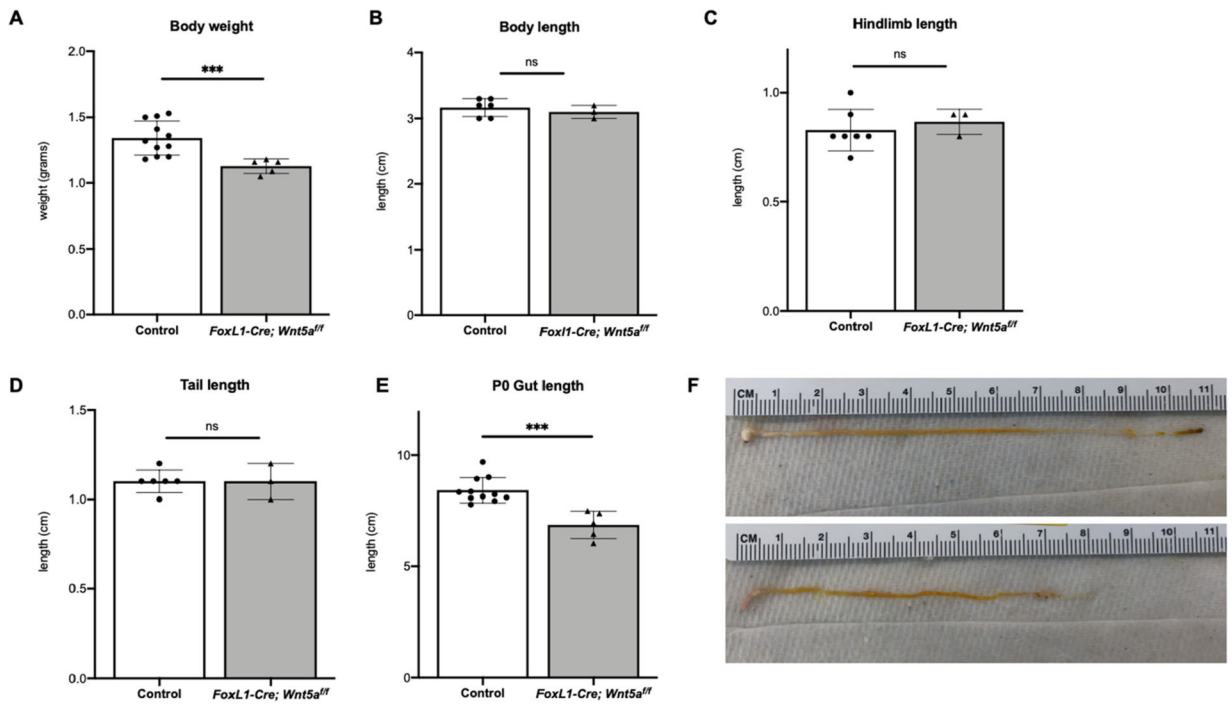 A
Body weight
weight (grams)
2.0
1.5
1.0
0.5
0.0
***
Control
FoxL1-Cre; Wnt5af/f
B
Body length
length (cm)
4
3
2
1
0
ns
Control
Foxl1-Cre; Wnt5af/f
C
Hindlimb length
length (cm)
1.0
0.5
0.0
ns
Control
FoxL1-Cre; Wnt5af/f
D
Tail length
length (cm)
1.5
1.0
0.5
0.0
ns
Control
FoxL1-Cre; Wnt5af/f
E
P0 Gut length
length (cm)
10
5
0
***
Control
FoxL1-Cre; Wnt5af/f
F
CM 1 2 3 4 5 6 7 8 9 10 11
CM 1 2 3 4 5 6 7 8 9 10 11